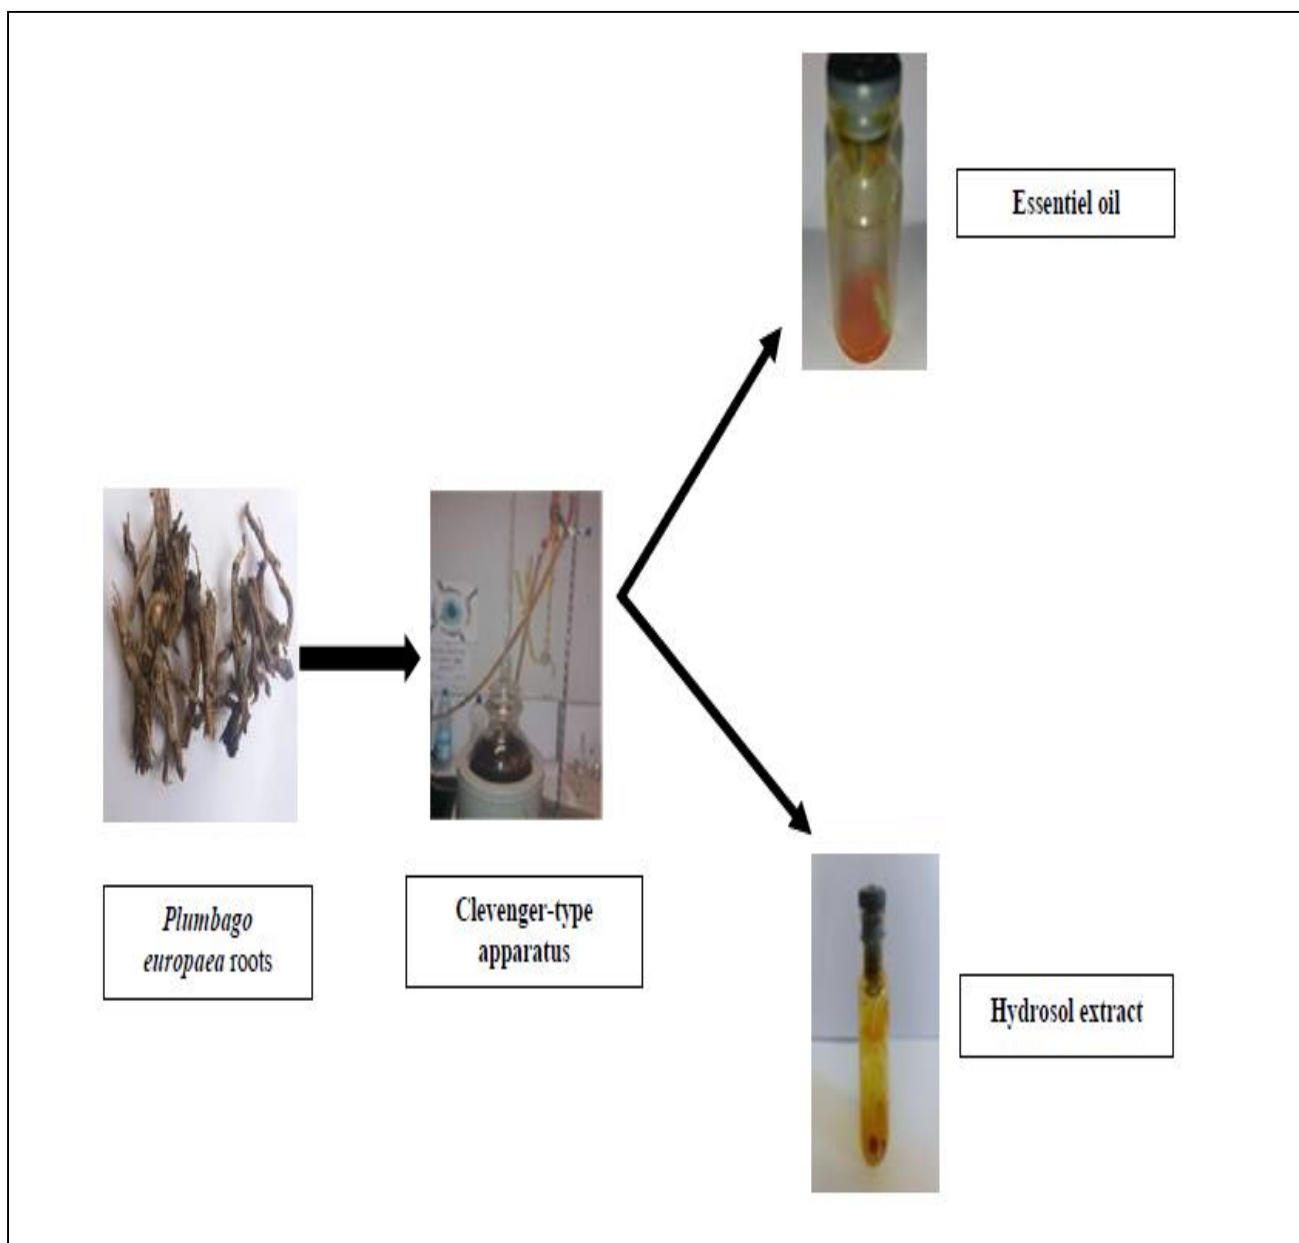 Essentiel oil
Plumbago
europaea roots
Clevenger-type
apparatus
Hydrosol extract